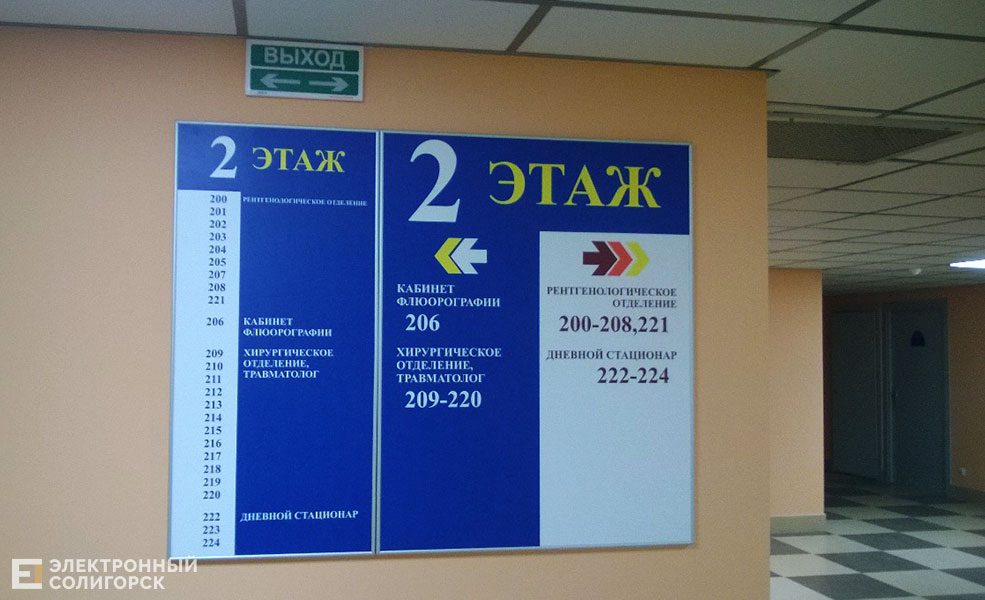 ВЫХОД
2 ЭТАЖ
200 РЕНТГЕНОЛОГИЧЕСКОЕ ОТДЕЛЕНИЕ
201
202
203
204
205
207
208
221
206 КАБИНЕТ
ФЛЮОРОГРАФИИ
209 ХИРУРГИЧЕСКОЕ
210 ОТДЕЛЕНИЕ,
211 ТРАВМАТОЛОГ
212
213
214
215
216
217
218
219
220
222 ДНЕВНОЙ СТАЦИОНАР
223
224
2 ЭТАЖ
КАБИНЕТ
ФЛЮОРОГРАФИИ
206
ХИРУРГИЧЕСКОЕ
ОТДЕЛЕНИЕ,
ТРАВМАТОЛОГ
209-220
РЕНТГЕНОЛОГИЧЕСКОЕ
ОТДЕЛЕНИЕ
200-208,221
ДНЕВНОЙ СТАЦИОНАР
222-224
ЭЛЕКТРОННЫЙ
СОЛИГОРСК